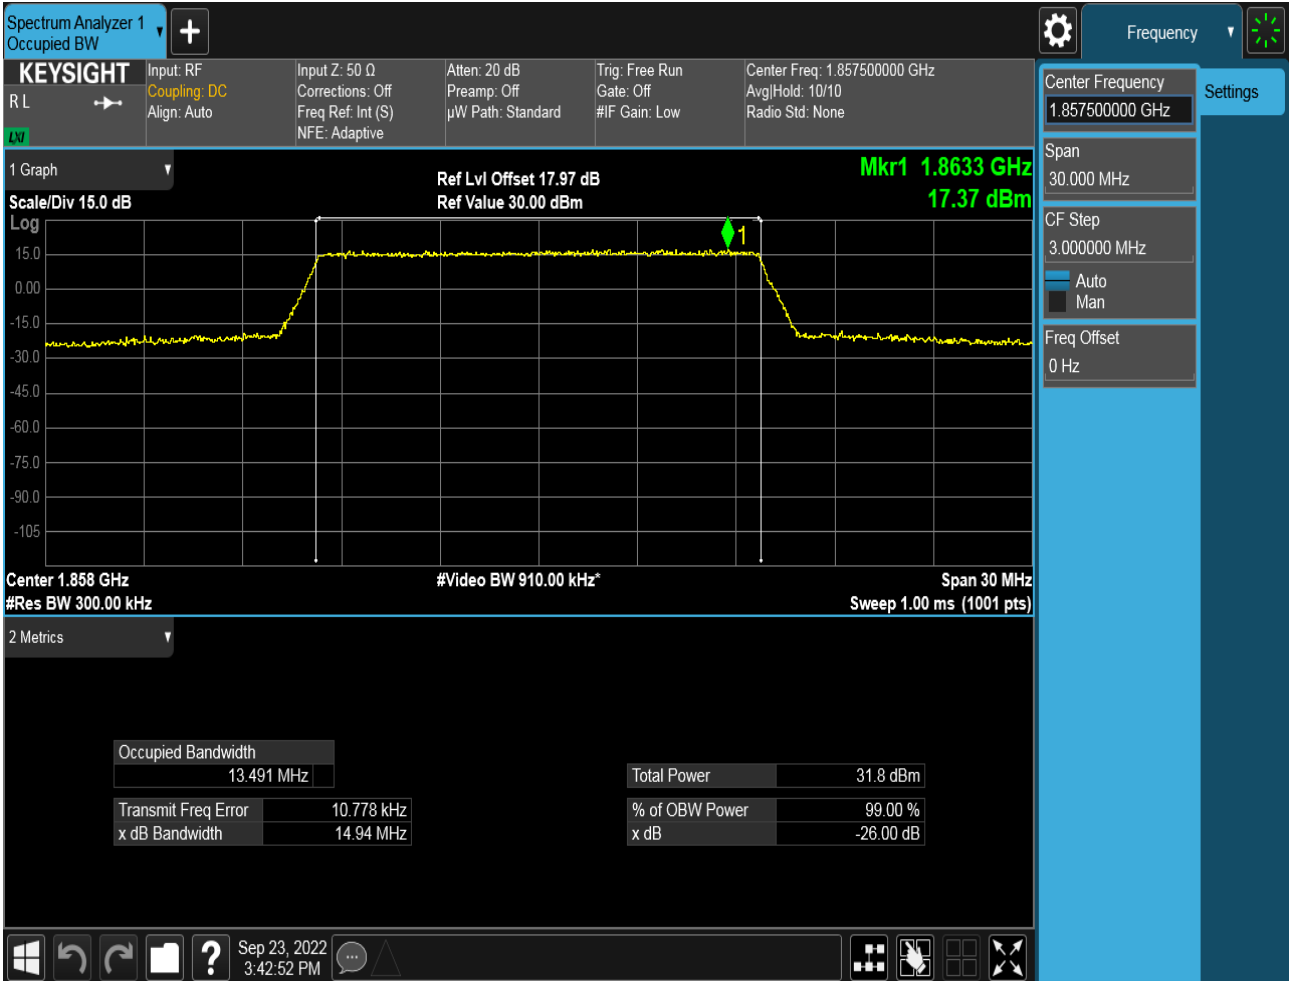 Spectrum Analyzer 1
Occupied BW
Frequency
KEYSIGHT
R L
LXI
Input: RF
Coupling: DC
Align: Auto
Input Z: 50 Ω
Corrections: Off
Freq Ref: Int (S)
NFE: Adaptive
Atten: 20 dB
Preamp: Off
µW Path: Standard
Trig: Free Run
Gate: Off
#IF Gain: Low
Center Freq: 1.857500000 GHz
Avg|Hold: 10/10
Radio Std: None
Center Frequency
1.857500000 GHz
Settings
Span
30.000 MHz
CF Step
3.000000 MHz
Auto
Man
Freq Offset
0 Hz
1 Graph
Scale/Div 15.0 dB
Log
Ref Lvl Offset 17.97 dB
Ref Value 30.00 dBm
Mkr1 1.8633 GHz
17.37 dBm
1
15.0
0.00
-15.0
-30.0
-45.0
-60.0
-75.0
-90.0
-105
Center 1.858 GHz
#Video BW 910.00 kHz*
Span 30 MHz
#Res BW 300.00 kHz
Sweep 1.00 ms (1001 pts)
2 Metrics
Occupied Bandwidth
13.491 MHz
Total Power 31.8 dBm
Transmit Freq Error 10.778 kHz
% of OBW Power 99.00 %
x dB Bandwidth 14.94 MHz
x dB -26.00 dB
?
Sep 23, 2022
3:42:52 PM